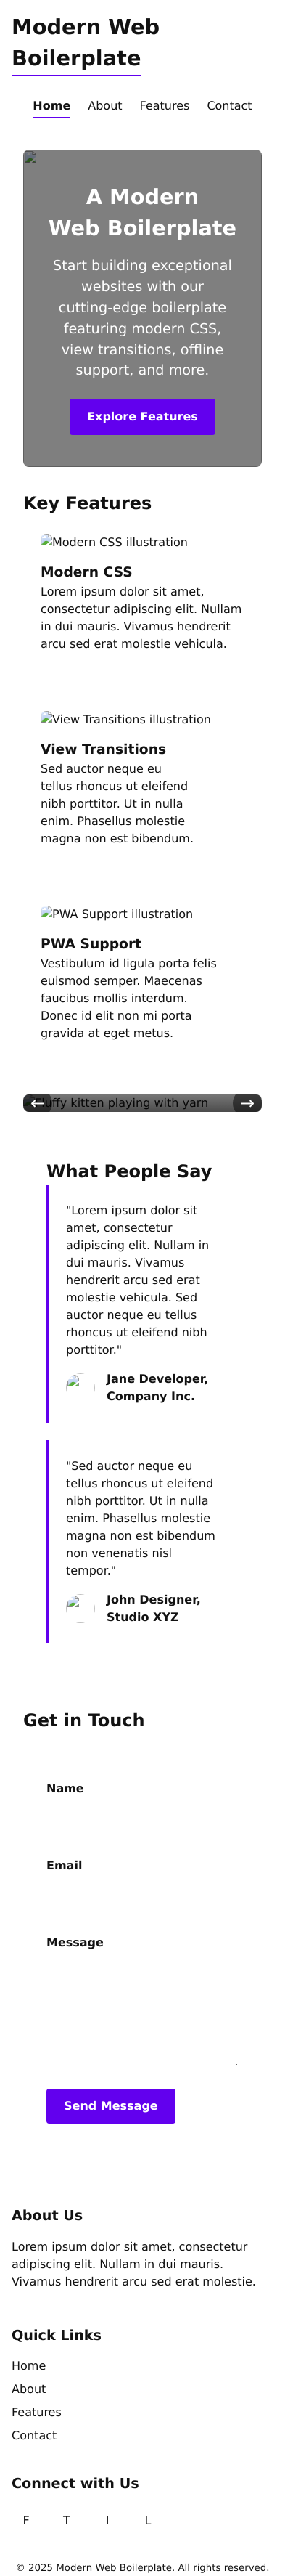 Modern Web
Boilerplate
Home About Features Contact
A Modern
Web Boilerplate
Start building exceptional
websites with our
cutting-edge boilerplate
featuring modern CSS,
view transitions, offline
support, and more.
Explore Features
Key Features
Modern CSS illustration
Modern CSS
Lorem ipsum dolor sit amet,
consectetur adipiscing elit. Nullam
in dui mauris. Vivamus hendrerit
arcu sed erat molestie vehicula.
View Transitions illustration
View Transitions
Sed auctor neque eu
tellus rhoncus ut eleifend
nibh porttitor. Ut in nulla
enim. Phasellus molestie
magna non est bibendum.
PWA Support illustration
PWA Support
Vestibulum id ligula porta felis
euismod semper. Maecenas
faucibus mollis interdum.
Donec id elit non mi porta
gravida at eget metus.
← kitten playing with yarn →
What People Say
"Lorem ipsum dolor sit
amet, consectetur
adipiscing elit. Nullam in
dui mauris. Vivamus
hendrerit arcu sed erat
molestie vehicula. Sed
auctor neque eu tellus
rhoncus ut eleifend nibh
porttitor."
Jane Developer,
Company Inc.
"Sed auctor neque eu
tellus rhoncus ut eleifend
nibh porttitor. Ut in nulla
enim. Phasellus molestie
magna non est bibendum
non venenatis nisl
tempor."
John Designer,
Studio XYZ
Get in Touch
Name
Email
Message
Send Message
About Us
Lorem ipsum dolor sit amet, consectetur
adipiscing elit. Nullam in dui mauris.
Vivamus hendrerit arcu sed erat molestie.
Quick Links
Home
About
Features
Contact
Connect with Us
F T I L
© 2025 Modern Web Boilerplate. All rights reserved.